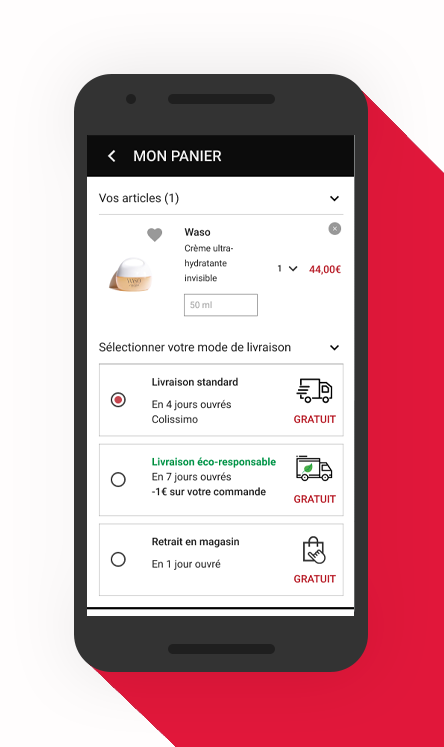 MON PANIER
Vos articles (1)
Waso
Crème ultra-
hydratante
invisible
1
44,00€
50 ml
Sélectionner votre mode de livraison
Livraison standard
En 4 jours ouvrés
Colissimo
GRATUIT
Livraison éco-responsable
En 7 jours ouvrés
-1€ sur votre commande
GRATUIT
Retrait en magasin
En 1 jour ouvré
GRATUIT